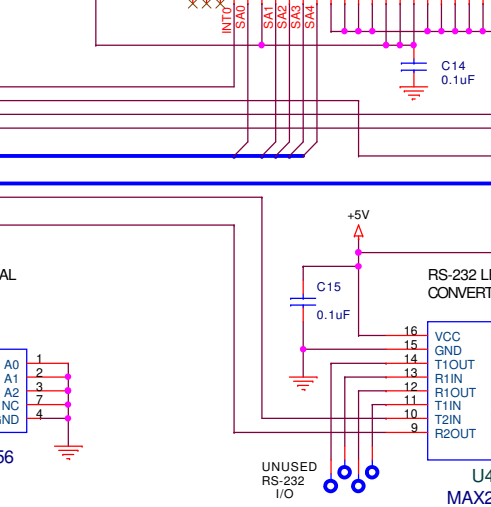 INT0
SA0
SA1
SA2
SA3
SA4
C14
0.1uF
+5V
C15
0.1uF
AL
RS-232 L
CONVERT
16 VCC
15 GND
14 T1OUT
13 R1IN
12 R1OUT
11 T1IN
10 T2IN
9 R2OUT
A0 1
A1 2
A2 3
NC 7
GND 4
56
UNUSED
RS-232
I/O
U4
MAX2